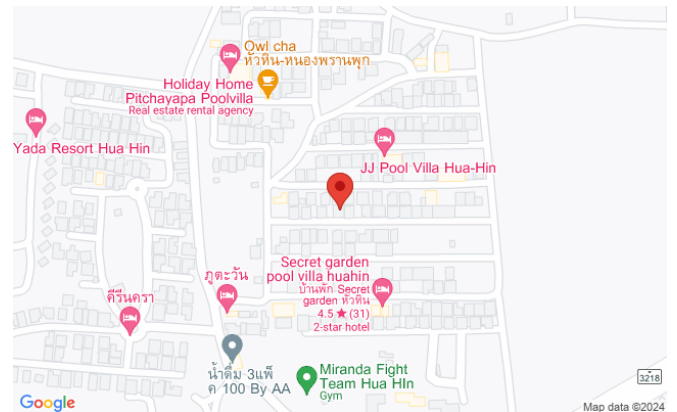 Owl cha
หัวหิน-หนองพรานพุก
Holiday Home
Pitchayapa Poolvilla
Real estate rental agency
Yada Resort Hua Hin
JJ Pool Villa Hua-Hin
Secret garden
pool villa huahin
บ้านพัก Secret
garden หัวหิน
4.5 ★ (31)
2-star hotel
ภูตะวัน
คีรีนครา
น้ำดื่ม 3แพ็
ค 100 By AA
Miranda Fight
Team Hua HIn
Gym
3218
Google
Map data ©2024